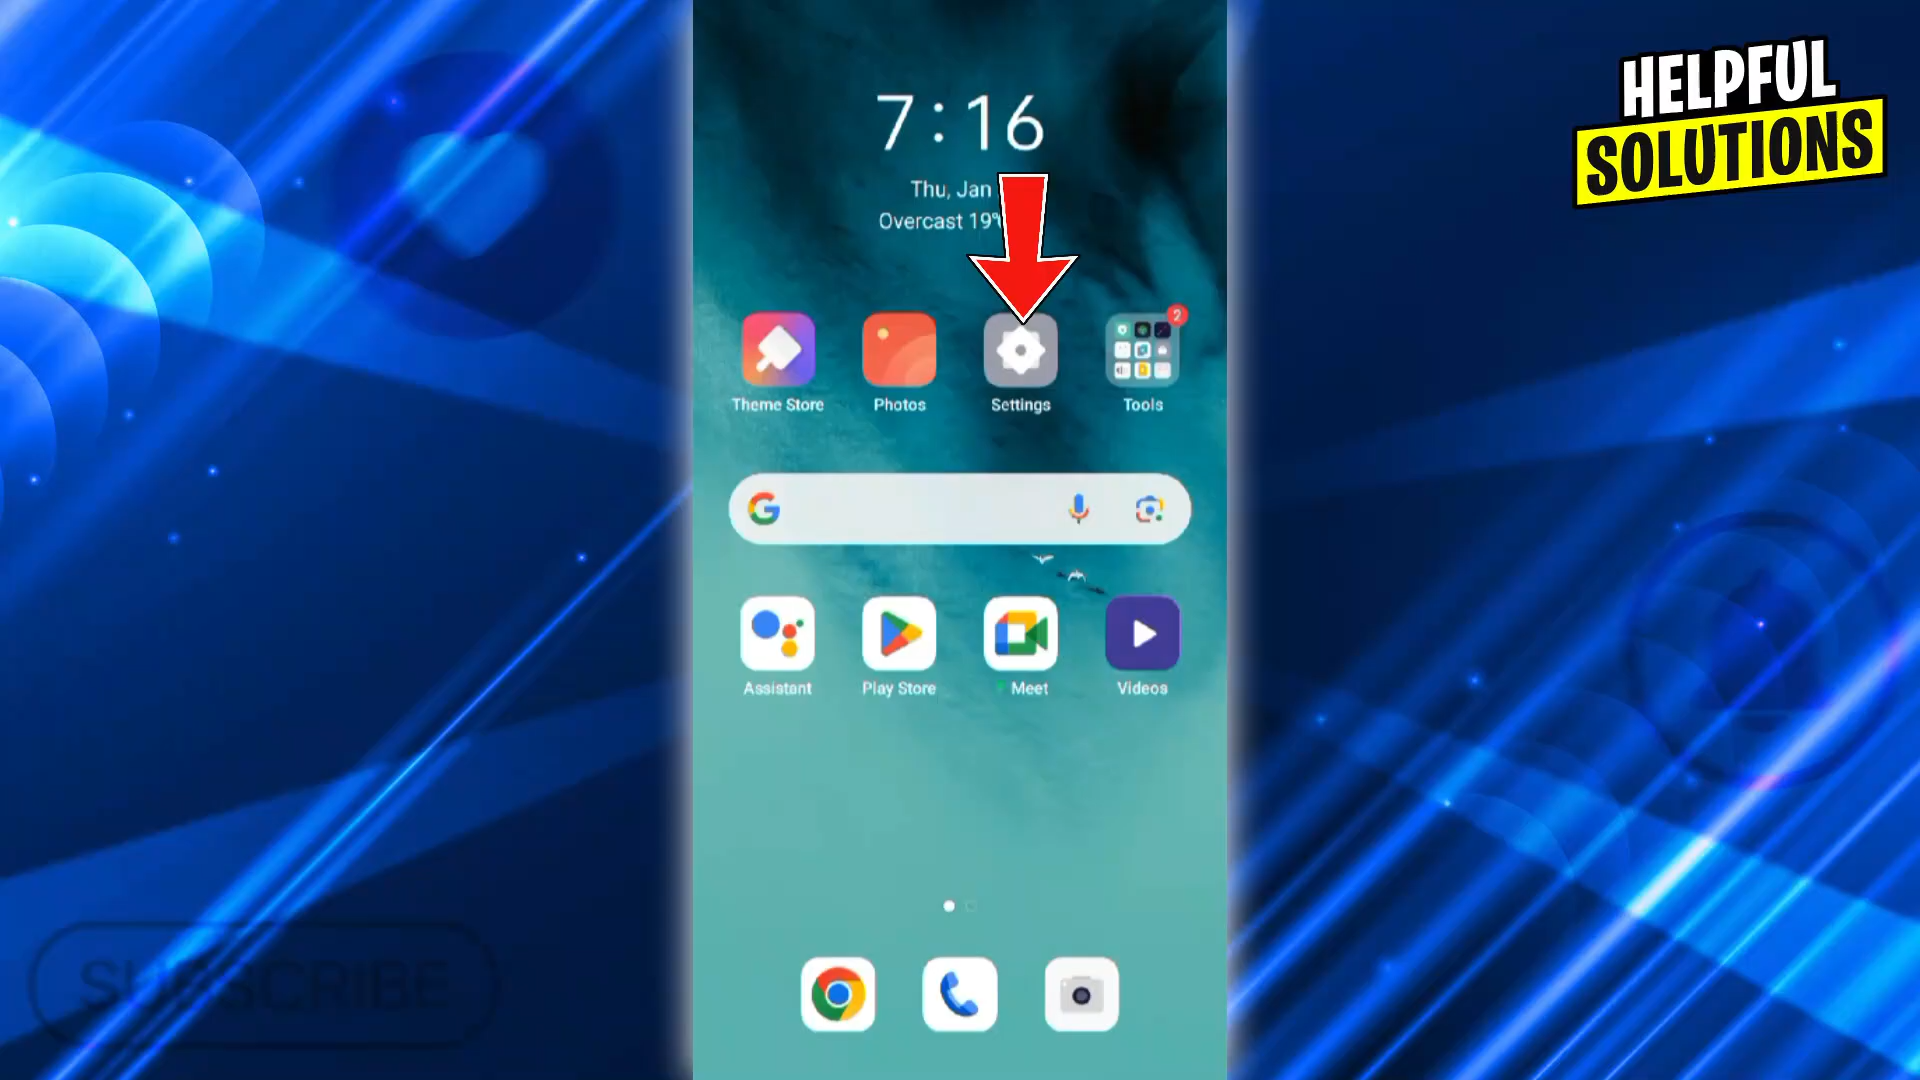 HELPFUL
SOLUTIONS
7:16
Thu, Jan
Overcast 19°
2
Theme Store
Photos
Settings
Tools
G
Assistant
Play Store
Meet
Videos
SUBSCRIBE